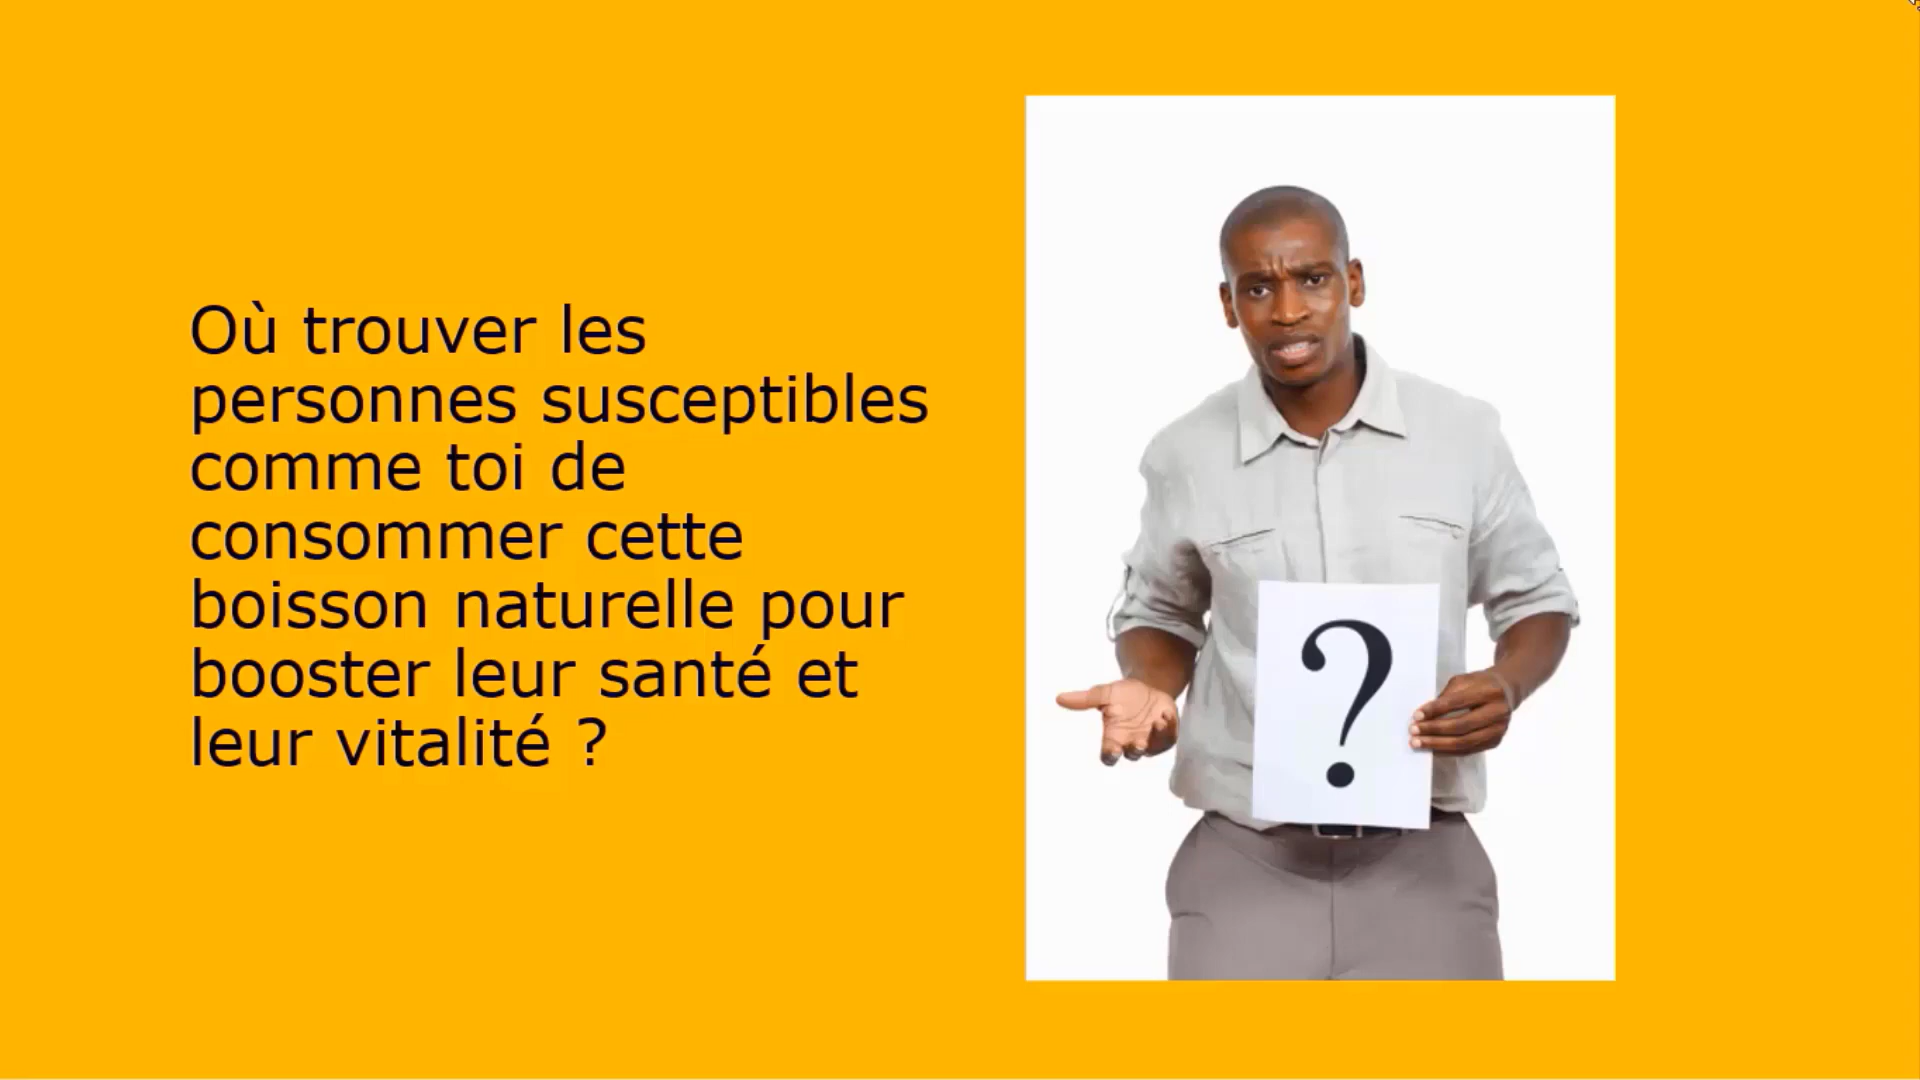 Où trouver les
personnes susceptibles
comme toi de
consommer cette
boisson naturelle pour
booster leur santé et
leur vitalité ?
?